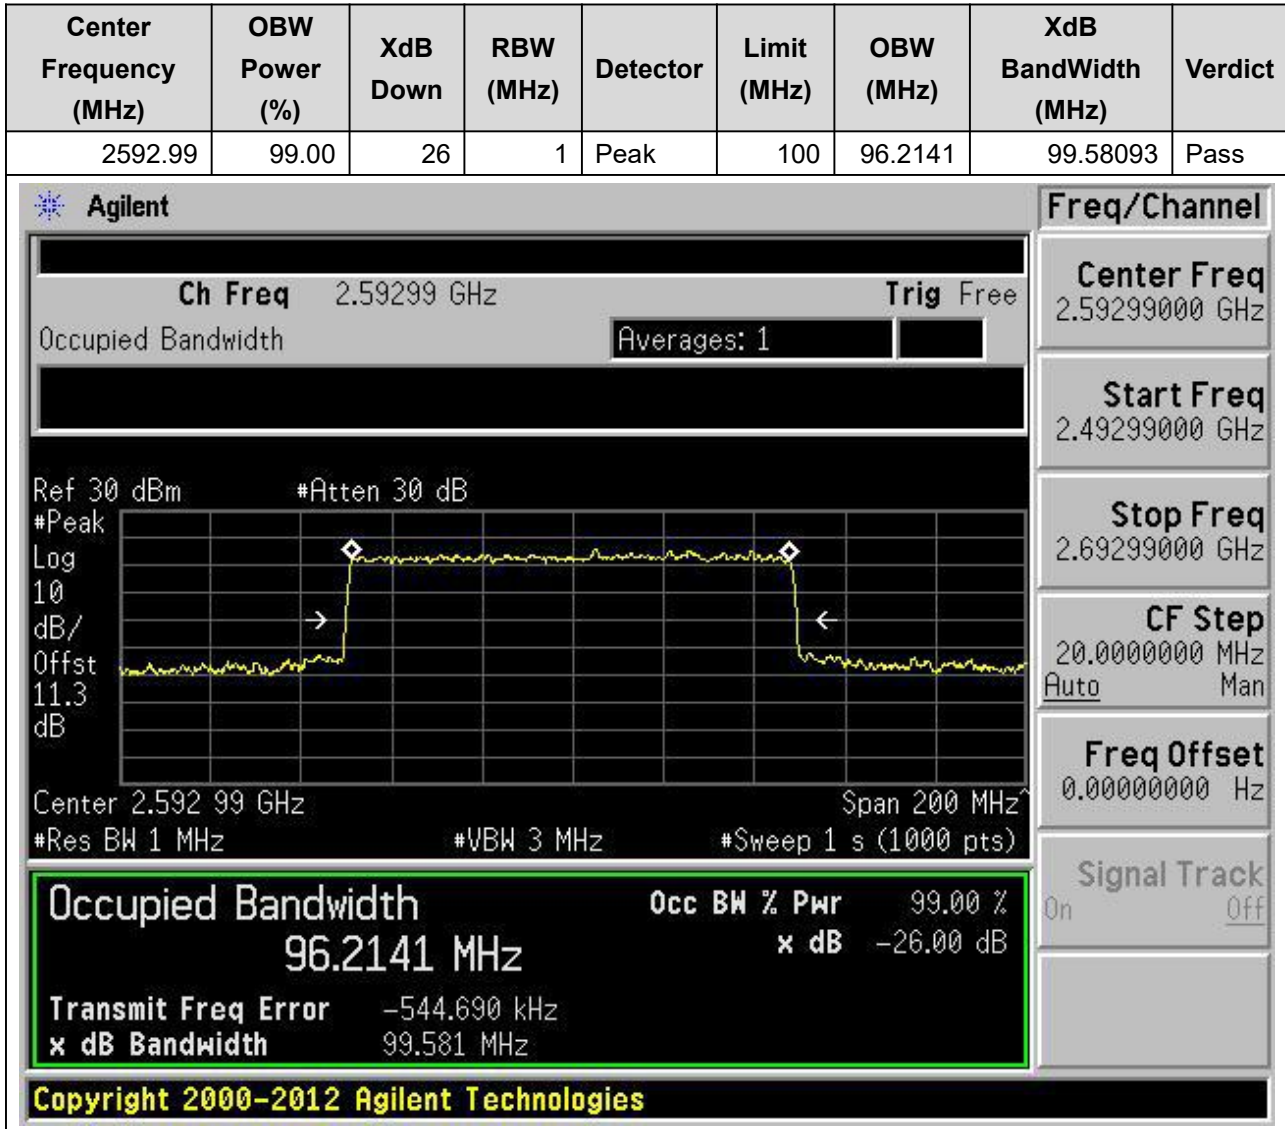 Center Frequency (MHz) OBW Power (%) XdB Down RBW (MHz) Detector Limit (MHz) OBW (MHz) XdB BandWidth (MHz) Verdict
2592.99 99.00 26 1 Peak 100 96.2141 99.58093 Pass
Agilent
Ch Freq 2.59299 GHz Trig Free
Occupied Bandwidth Averages: 1
Ref 30 dBm #Atten 30 dB
#Peak
Log
10
dB/
Offst
11.3
dB
Center 2.592 99 GHz Span 200 MHz^
#Res BW 1 MHz #VBW 3 MHz #Sweep 1 s (1000 pts)
Occupied Bandwidth Occ BW % Pwr 99.00 %
96.2141 MHz x dB -26.00 dB
Transmit Freq Error -544.690 kHz
x dB Bandwidth 99.581 MHz
Copyright 2000-2012 Agilent Technologies
Freq/Channel
Center Freq
2.59299000 GHz
Start Freq
2.49299000 GHz
Stop Freq
2.69299000 GHz
CF Step
20.0000000 MHz
Auto Man
Freq Offset
0.00000000 Hz
Signal Track
On Off